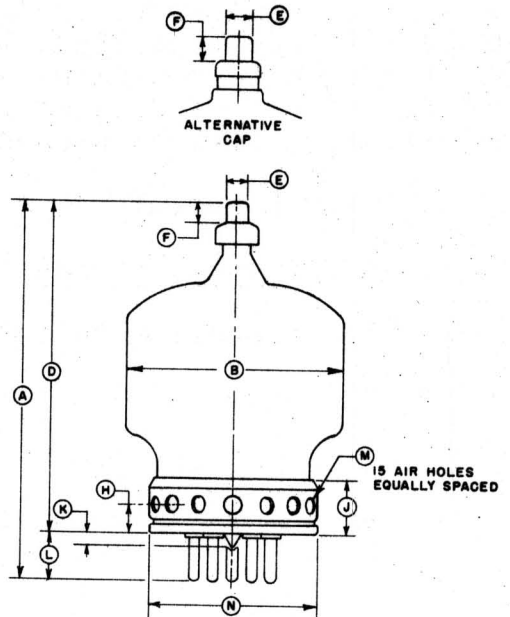 F
E
ALTERNATIVE
CAP
E
F
D
B
A
M
15 AIR HOLES
EQUALLY SPACED
H
J
K
L
N